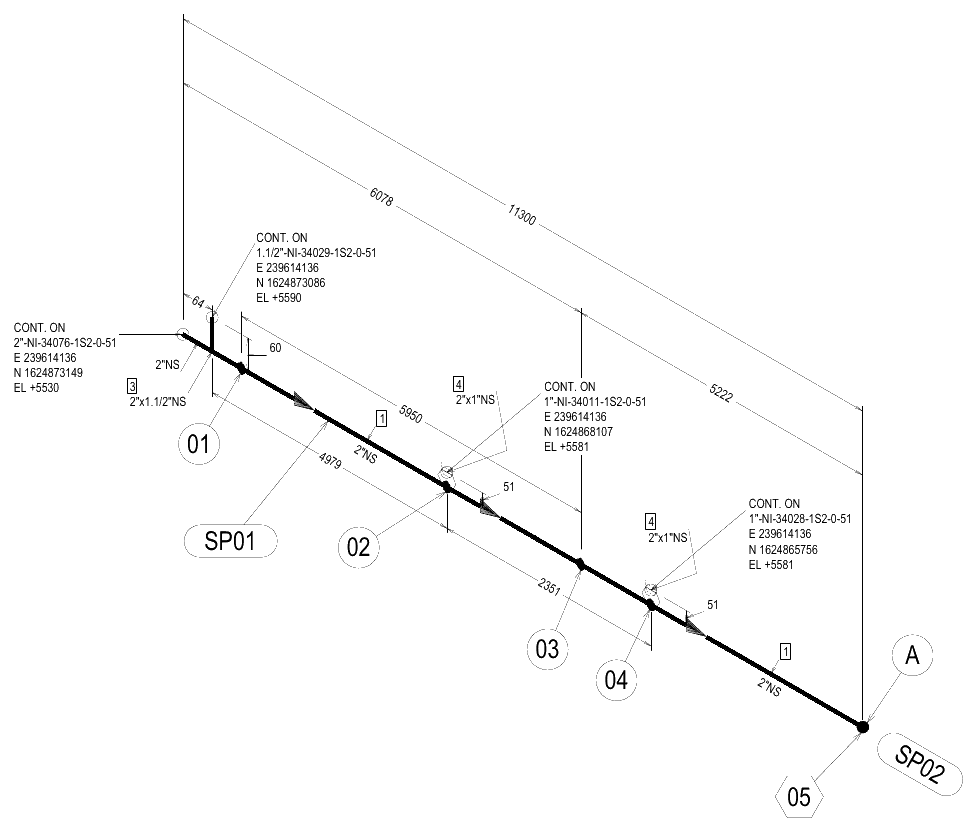 11300
6078
CONT. ON
1.1/2"-NI-34029-1S2-0-51
E 239614136
N 1624873086
EL +5590
64
CONT. ON
2"-NI-34076-1S2-0-51
E 239614136
N 1624873149
EL +5530
60
2"NS
3
2"x1.1/2"NS
01
5950
1
2"NS
4979
4
2"x1"NS
CONT. ON
1"-NI-34011-1S2-0-51
E 239614136
N 1624868107
EL +5581
5222
51
SP01
02
4
2"x1"NS
CONT. ON
1"-NI-34028-1S2-0-51
E 239614136
N 1624865756
EL +5581
2351
51
03
04
1
2"NS
A
SP02
05